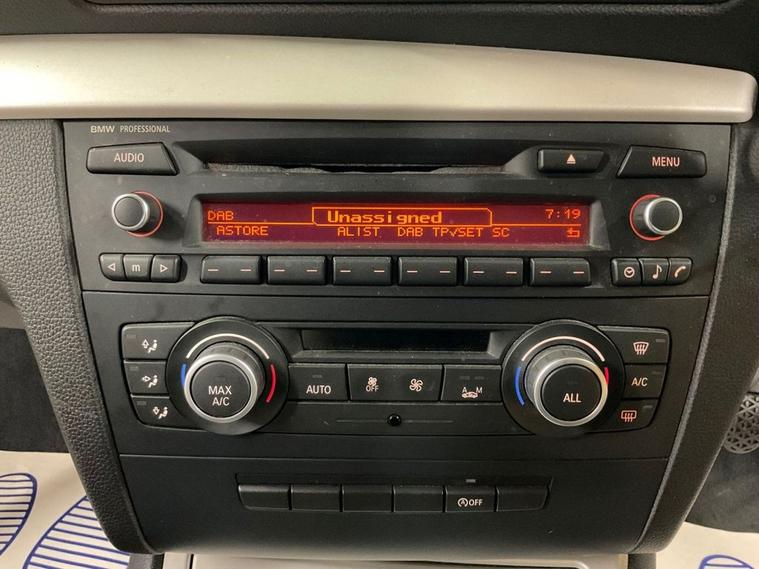 BMW PROFESSIONAL
AUDIO MENU
DAB Unassigned 7:19
ASTORE ALIST DAB TP√SET SC
m
MAX A/C
AUTO
OFF
A M
ALL
A/C
OFF